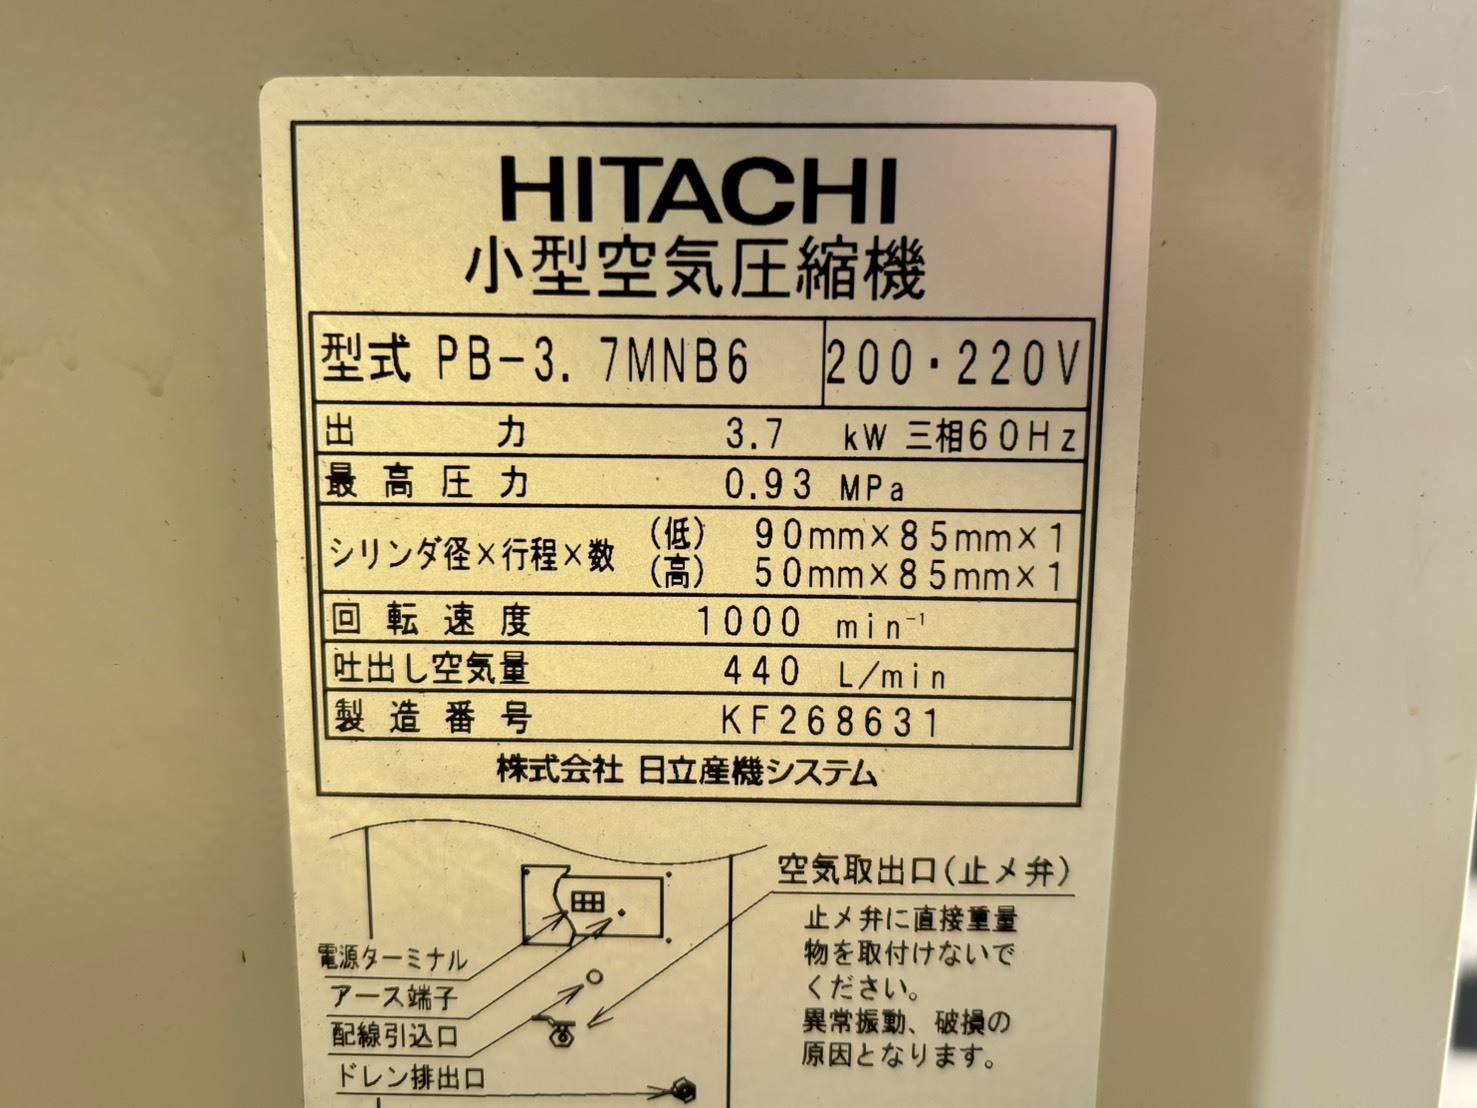 HITACHI
小型空気圧縮機
型式 PB-3.7MNB6 200・220V
出力 3.7 kW 三相60Hz
最高圧力 0.93 MPa
シリンダ径×行程×数 (低) 90mm×85mm×1
(高) 50mm×85mm×1
回転速度 1000 min⁻¹
吐出し空気量 440 L/min
製造番号 KF268631
株式会社 日立産機システム
空気取出口(止メ弁)
止メ弁に直接重量
物を取付けないで
ください。
異常振動、破損の
原因となります。
電源ターミナル
アース端子
配線引込口
ドレン排出口